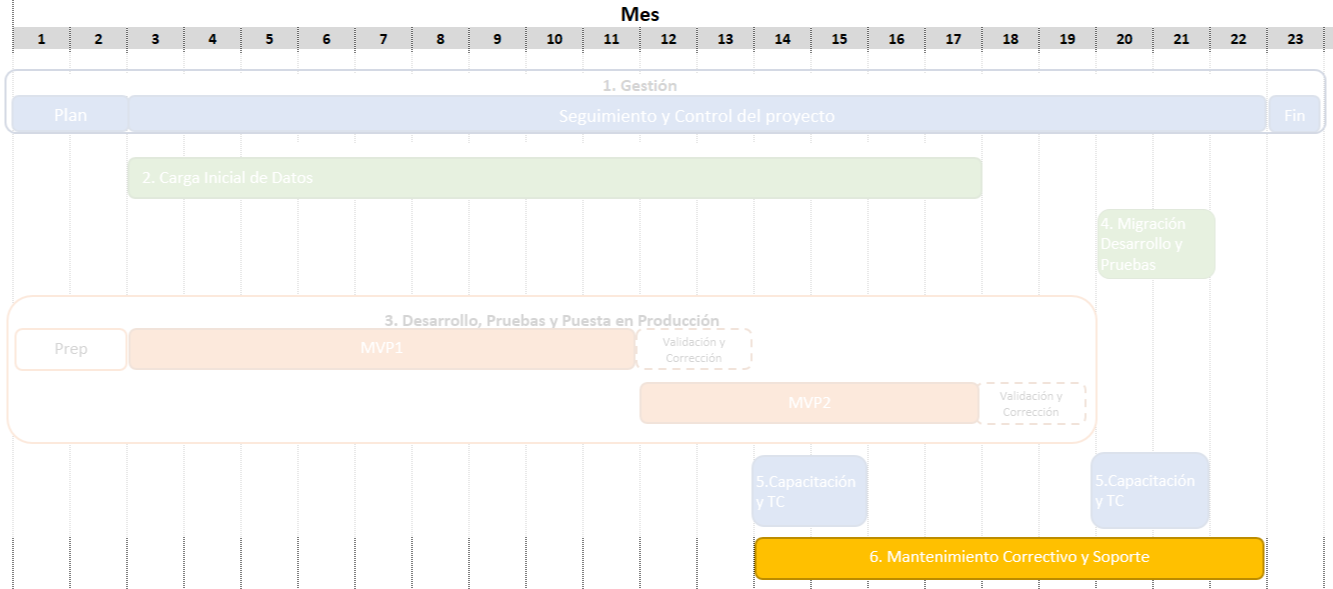 Mes
1 2 3 4 5 6 7 8 9 10 11 12 13 14 15 16 17 18 19 20 21 22 23
1. Gestión
Plan Seguimiento y Control del proyecto Fin
2. Carga Inicial de Datos
4. Migración
Desarrollo y
Pruebas
3. Desarrollo, Pruebas y Puesta en Producción
Prep MVP1
Validación y
Corrección
MVP2
Validación y
Corrección
5.Capacitación
y TC
5.Capacitación
y TC
6. Mantenimiento Correctivo y Soporte